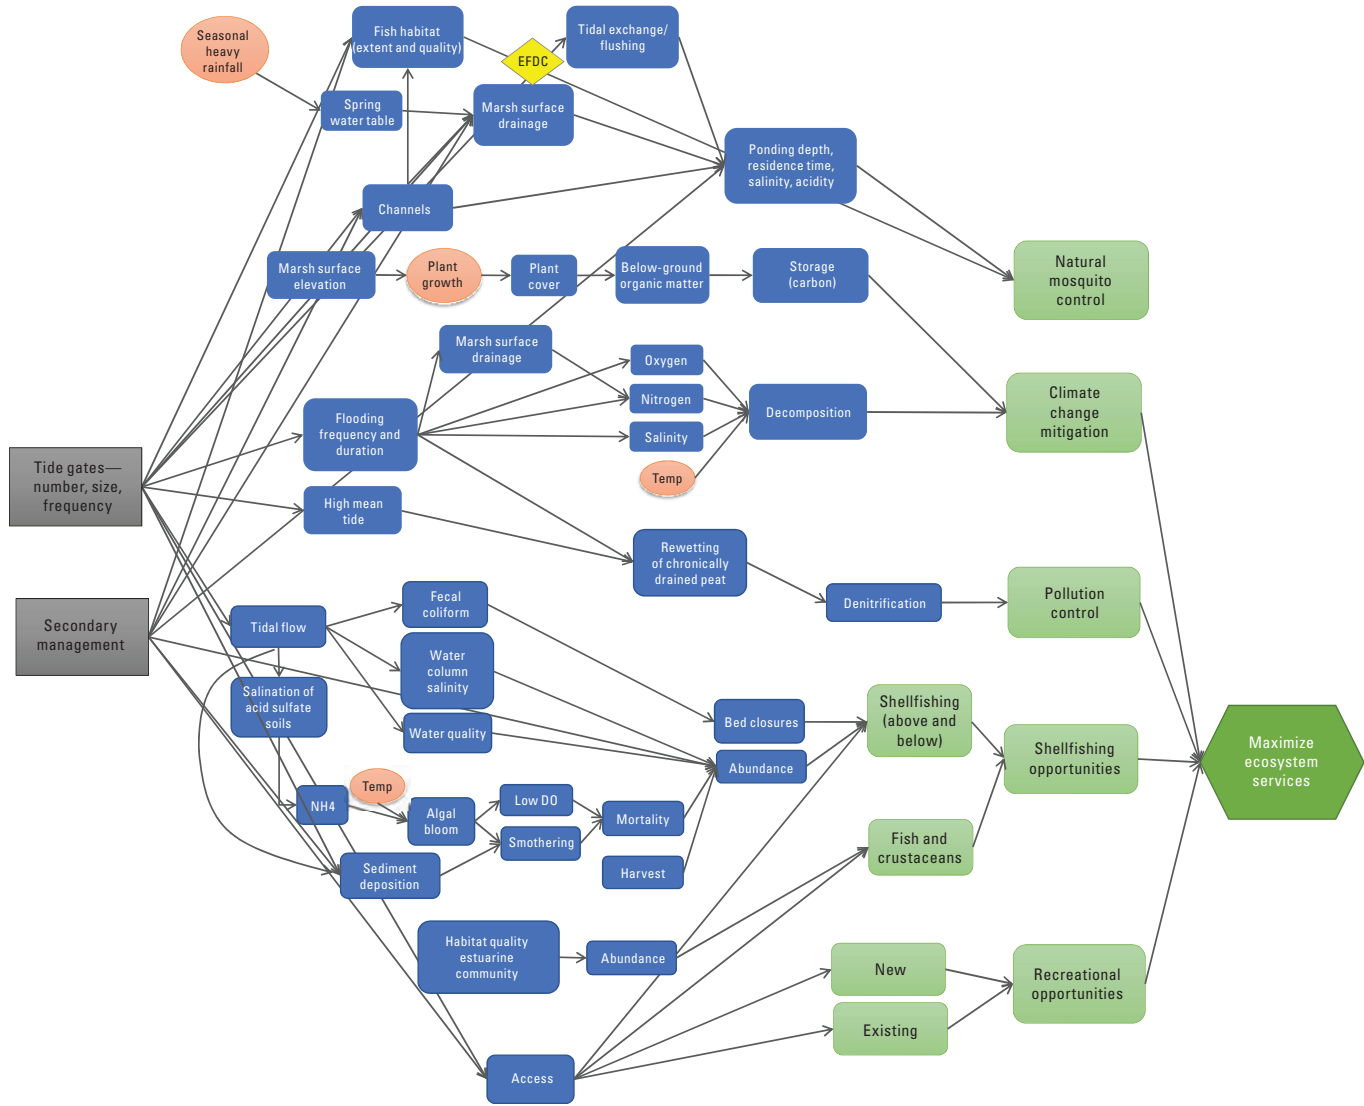 Seasonal
heavy
rainfall
Fish habitat
(extent and quality)
EFDC
Tidal exchange/
flushing
Spring
water table
Marsh surface
drainage
Ponding depth,
residence time,
salinity, acidity
Channels
Marsh surface
elevation
Plant
growth
Plant
cover
Below-ground
organic matter
Storage
(carbon)
Natural
mosquito
control
Marsh surface
drainage
Oxygen
Nitrogen
Salinity
Temp
Decomposition
Climate
change
mitigation
Flooding
frequency and
duration
Tide gates—
number, size,
frequency
High mean
tide
Rewetting
of chronically
drained peat
Denitrification
Pollution
control
Secondary
management
Tidal flow
Fecal
coliform
Water
column
salinity
Water quality
Salination of
acid sulfate
soils
Bed closures
Abundance
Shellfishing
(above and
below)
Shellfishing
opportunities
Maximize
ecosystem
services
NH4
Temp
Algal
bloom
Low DO
Smothering
Mortality
Harvest
Sediment
deposition
Fish and
crustaceans
Habitat quality
estuarine
community
Abundance
New
Existing
Recreational
opportunities
Access